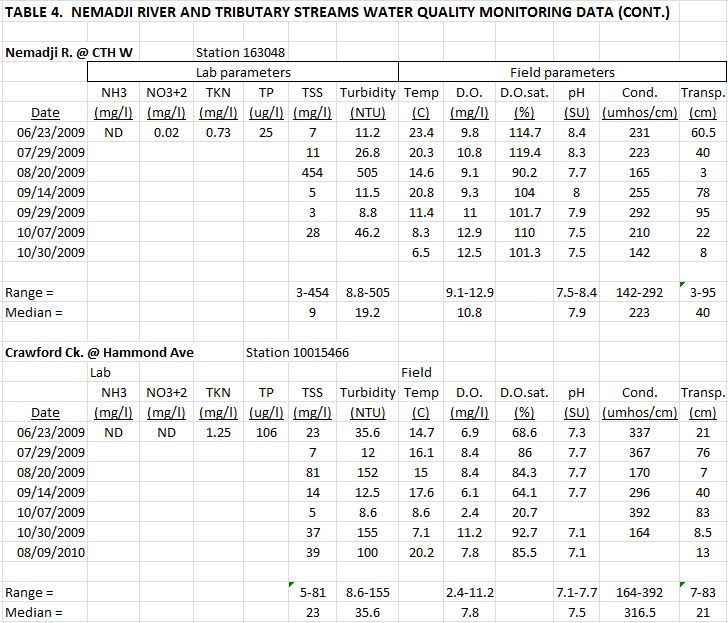 TABLE 4. NEMADJI RIVER AND TRIBUTARY STREAMS WATER QUALITY MONITORING DATA (CONT.)
Nemadji R. @ CTH W Station 163048
Lab parameters Field parameters
NH3 NO3+2 TKN TP TSS Turbidity Temp D.O. D.O.sat. pH Cond. Transp.
Date (mg/l) (mg/l) (mg/l) (ug/l) (mg/l) (NTU) (C) (mg/l) (%) (SU) (umhos/cm) (cm)
06/23/2009 ND 0.02 0.73 25 7 11.2 23.4 9.8 114.7 8.4 231 60.5
07/29/2009 11 26.8 20.3 10.8 119.4 8.3 223 40
08/20/2009 454 505 14.6 9.1 90.2 7.7 165 3
09/14/2009 5 11.5 20.8 9.3 104 8 255 78
09/29/2009 3 8.8 11.4 11 101.7 7.9 292 95
10/07/2009 28 46.2 8.3 12.9 110 7.5 210 22
10/30/2009 6.5 12.5 101.3 7.5 142 8
Range = 3-454 8.8-505 9.1-12.9 7.5-8.4 142-292 3-95
Median = 9 19.2 10.8 7.9 223 40
Crawford Ck. @ Hammond Ave Station 10015466
Lab Field
NH3 NO3+2 TKN TP TSS Turbidity Temp D.O. D.O.sat. pH Cond. Transp.
Date (mg/l) (mg/l) (mg/l) (ug/l) (mg/l) (NTU) (C) (mg/l) (%) (SU) (umhos/cm) (cm)
06/23/2009 ND ND 1.25 106 23 35.6 14.7 6.9 68.6 7.3 337 21
07/29/2009 7 12 16.1 8.4 86 7.7 367 76
08/20/2009 81 152 15 8.4 84.3 7.7 170 7
09/14/2009 14 12.5 17.6 6.1 64.1 7.7 296 40
10/07/2009 5 8.6 8.6 2.4 20.7 392 83
10/30/2009 37 155 7.1 11.2 92.7 7.1 164 8.5
08/09/2010 39 100 20.2 7.8 85.5 7.1 13
Range = 5-81 8.6-155 2.4-11.2 7.1-7.7 164-392 7-83
Median = 23 35.6 7.8 7.5 316.5 21